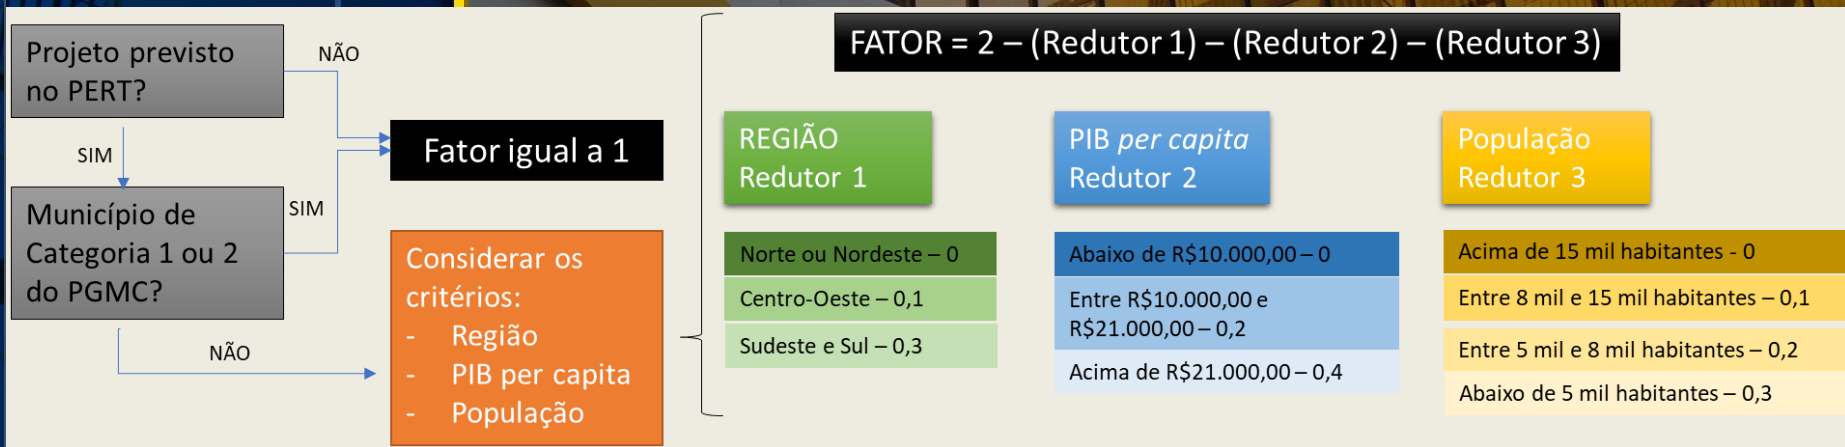 Projeto previsto
no PERT?
NÃO
SIM
Município de
Categoria 1 ou 2
do PGMC?
SIM
NÃO
Fator igual a 1
Considerar os
critérios:
- Região
- PIB per capita
- População
FATOR = 2 – (Redutor 1) – (Redutor 2) – (Redutor 3)
REGIÃO
Redutor 1
Norte ou Nordeste – 0
Centro-Oeste – 0,1
Sudeste e Sul – 0,3
PIB per capita
Redutor 2
Abaixo de R$10.000,00 – 0
Entre R$10.000,00 e
R$21.000,00 – 0,2
Acima de R$21.000,00 – 0,4
População
Redutor 3
Acima de 15 mil habitantes - 0
Entre 8 mil e 15 mil habitantes – 0,1
Entre 5 mil e 8 mil habitantes – 0,2
Abaixo de 5 mil habitantes – 0,3